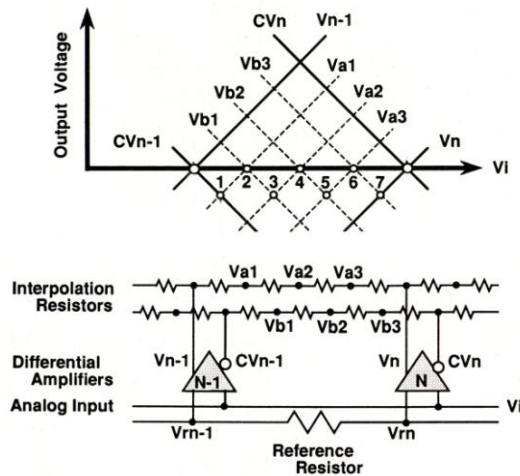 CVn Vn-1
Vb3 Va1
Vb2 Va2
Vb1 Va3
CVn-1 Vn
Output Voltage
Vi
1 2 3 4 5 6 7
Interpolation
Resistors
Va1 Va2 Va3
Vb1 Vb2 Vb3
Differential
Amplifiers
Vn-1 CVn-1 Vn CVn
N-1 N
Analog Input Vi
Vrn-1 Vrn
Reference
Resistor